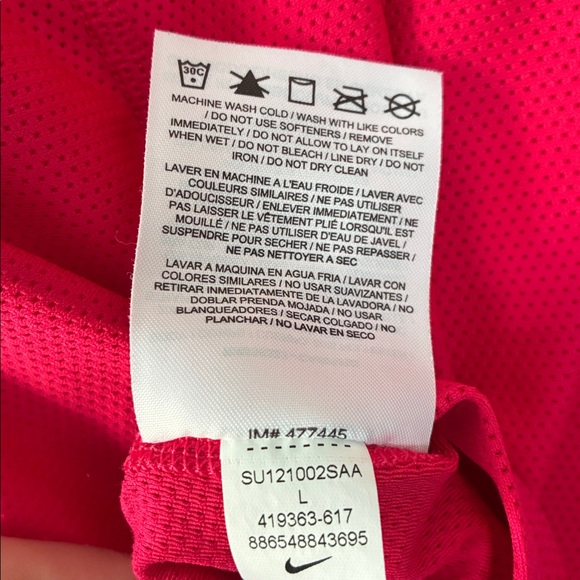 30C
MACHINE WASH COLD / WASH WITH LIKE COLORS
/ DO NOT USE SOFTENERS / REMOVE
IMMEDIATELY / DO NOT ALLOW TO LAY ON ITSELF
WHEN WET / DO NOT BLEACH / LINE DRY / DO NOT
IRON / DO NOT DRY CLEAN
LAVER EN MACHINE A L'EAU FROIDE / LAVER AVEC
COULEURS SIMILAIRES / NE PAS UTILISER
D'ADOUCISSEUR / ENLEVER IMMEDIATEMENT / NE
PAS LAISSER LE VÊTEMENT PLIÉ LORSQU'IL EST
MOUILLÉ / NE PAS UTILISER D'EAU DE JAVEL /
SUSPENDRE POUR SECHER / NE PAS REPASSER /
NE PAS NETTOYER A SEC
LAVAR A MAQUINA EN AGUA FRIA / LAVAR CON
COLORES SIMILARES / NO USAR SUAVIZANTES /
RETIRAR INMEDIATAMENTE DE LA LAVADORA / NO
DOBLAR PRENDA MOJADA / NO USAR
BLANQUEADORES / SECAR COLGADO / NO
PLANCHAR / NO LAVAR EN SECO
IM# 477445
SU121002SAA
L
419363-617
886548843695